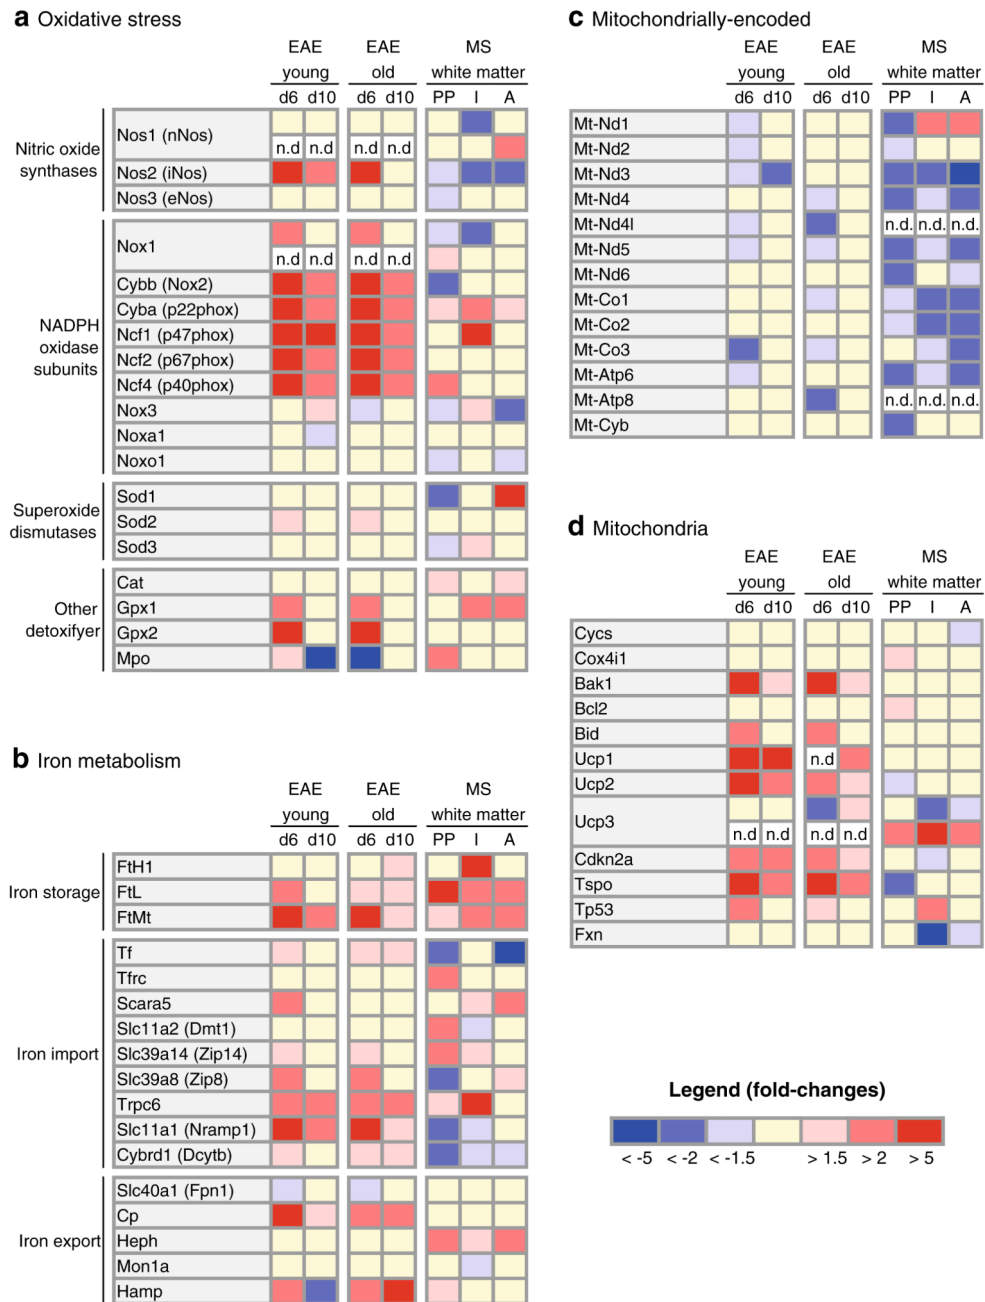 a Oxidative stress
EAE EAE MS
young old white matter
d6 d10 d6 d10 PP I A
Nitric oxide
synthases
Nos1 (nNos)
n.d n.d n.d n.d
Nos2 (iNos)
Nos3 (eNos)
NADPH
oxidase
subunits
Nox1
n.d n.d n.d n.d
Cybb (Nox2)
Cyba (p22phox)
Ncf1 (p47phox)
Ncf2 (p67phox)
Ncf4 (p40phox)
Nox3
Noxa1
Noxo1
Superoxide
dismutases
Sod1
Sod2
Sod3
Other
detoxifyer
Cat
Gpx1
Gpx2
Mpo
b Iron metabolism
EAE EAE MS
young old white matter
d6 d10 d6 d10 PP I A
Iron storage
FtH1
FtL
FtMt
Iron import
Tf
Tfrc
Scara5
Slc11a2 (Dmt1)
Slc39a14 (Zip14)
Slc39a8 (Zip8)
Trpc6
Slc11a1 (Nramp1)
Cybrd1 (Dcytb)
Iron export
Slc40a1 (Fpn1)
Cp
Heph
Mon1a
Hamp
c Mitochondrially-encoded
EAE EAE MS
young old white matter
d6 d10 d6 d10 PP I A
Mt-Nd1
Mt-Nd2
Mt-Nd3
Mt-Nd4
Mt-Nd4l n.d. n.d. n.d.
Mt-Nd5
Mt-Nd6
Mt-Co1
Mt-Co2
Mt-Co3
Mt-Atp6
Mt-Atp8 n.d. n.d. n.d.
Mt-Cyb
d Mitochondria
EAE EAE MS
young old white matter
d6 d10 d6 d10 PP I A
Cycs
Cox4i1
Bak1
Bcl2
Bid
Ucp1 n.d
Ucp2
Ucp3
n.d n.d n.d n.d
Cdkn2a
Tspo
Tp53
Fxn
Legend (fold-changes)
< -5 < -2 < -1.5 > 1.5 > 2 > 5